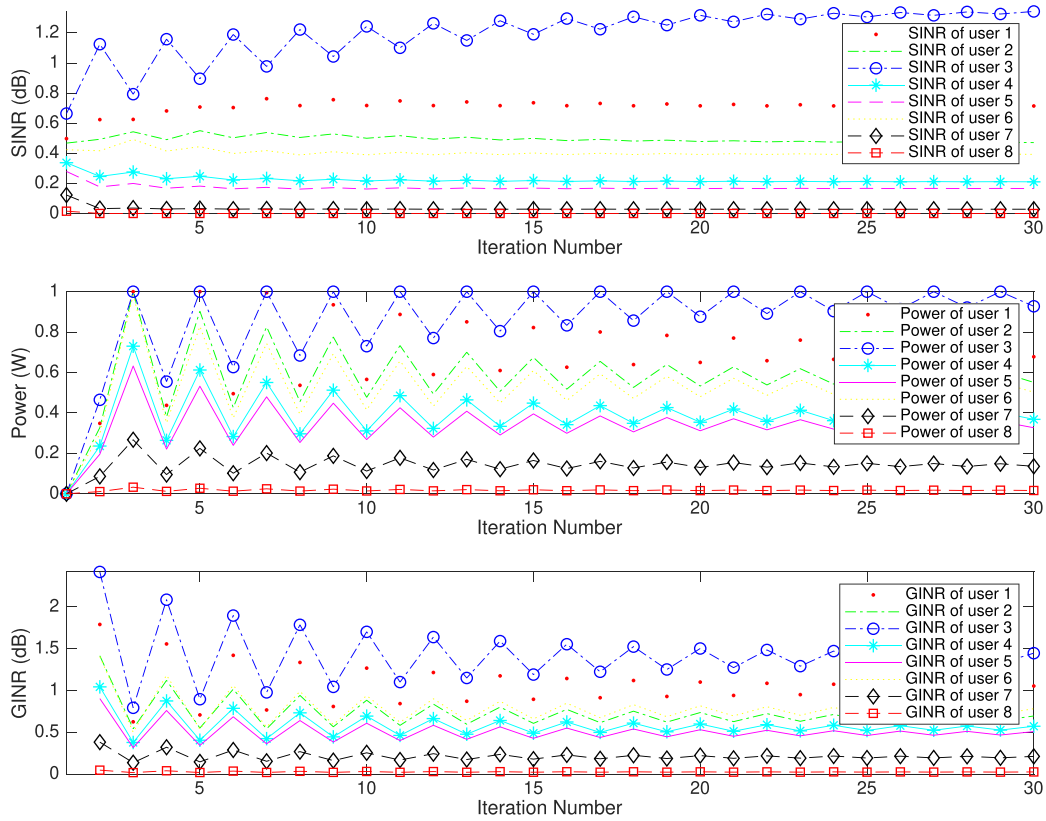 SINR (dB)
1.2
1
0.8
0.6
0.4
0.2
0
5
10
15
20
25
30
Iteration Number
SINR of user 1
SINR of user 2
SINR of user 3
SINR of user 4
SINR of user 5
SINR of user 6
SINR of user 7
SINR of user 8
Power (W)
1
0.8
0.6
0.4
0.2
0
5
10
15
20
25
30
Iteration Number
Power of user 1
Power of user 2
Power of user 3
Power of user 4
Power of user 5
Power of user 6
Power of user 7
Power of user 8
GINR (dB)
2
1.5
1
0.5
0
5
10
15
20
25
30
Iteration Number
GINR of user 1
GINR of user 2
GINR of user 3
GINR of user 4
GINR of user 5
GINR of user 6
GINR of user 7
GINR of user 8